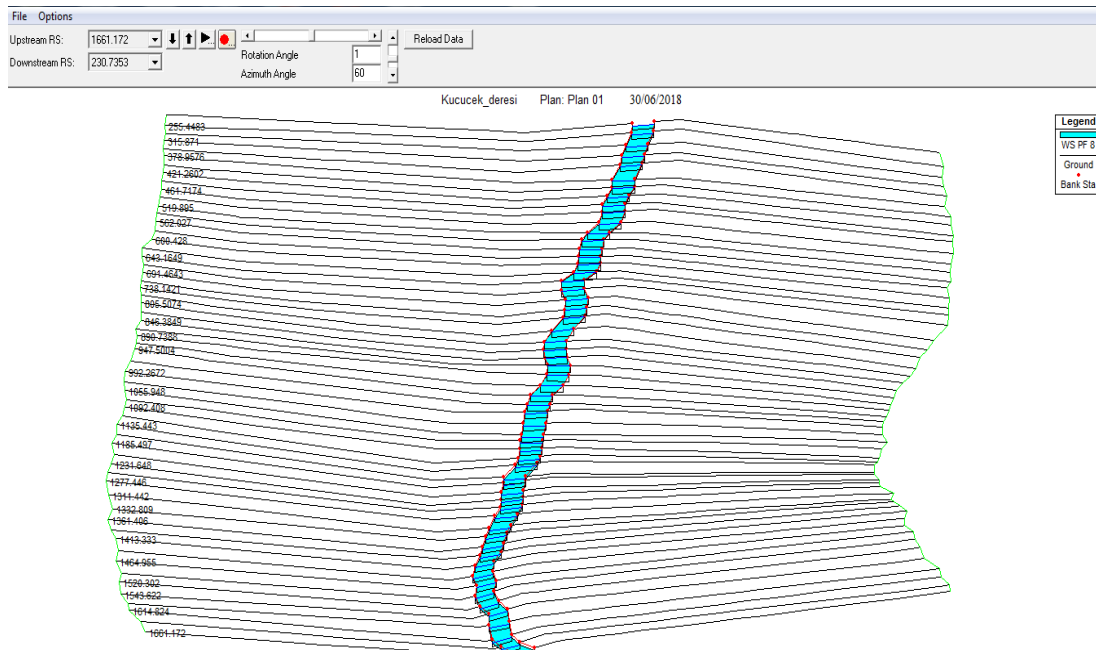 File Options
Upstream RS: 1661.172
Downstream RS: 230.7353
Rotation Angle 1
Azimuth Angle 60
Reload Data
Kucucek_deresi Plan: Plan 01 30/06/2018
Legend
WS PF 8
Ground
Bank Sta
255.4483
315.871
378.9576
421.2602
461.7174
519.895
562.027
600.428
643.1649
691.4643
738.1421
805.5074
846.3849
890.7386
947.5004
992.2672
1055.948
1092.408
1135.443
1185.497
1231.648
1277.446
1311.442
1332.809
1361.406
1413.333
1464.955
1520.302
1543.622
1614.824
1661.172